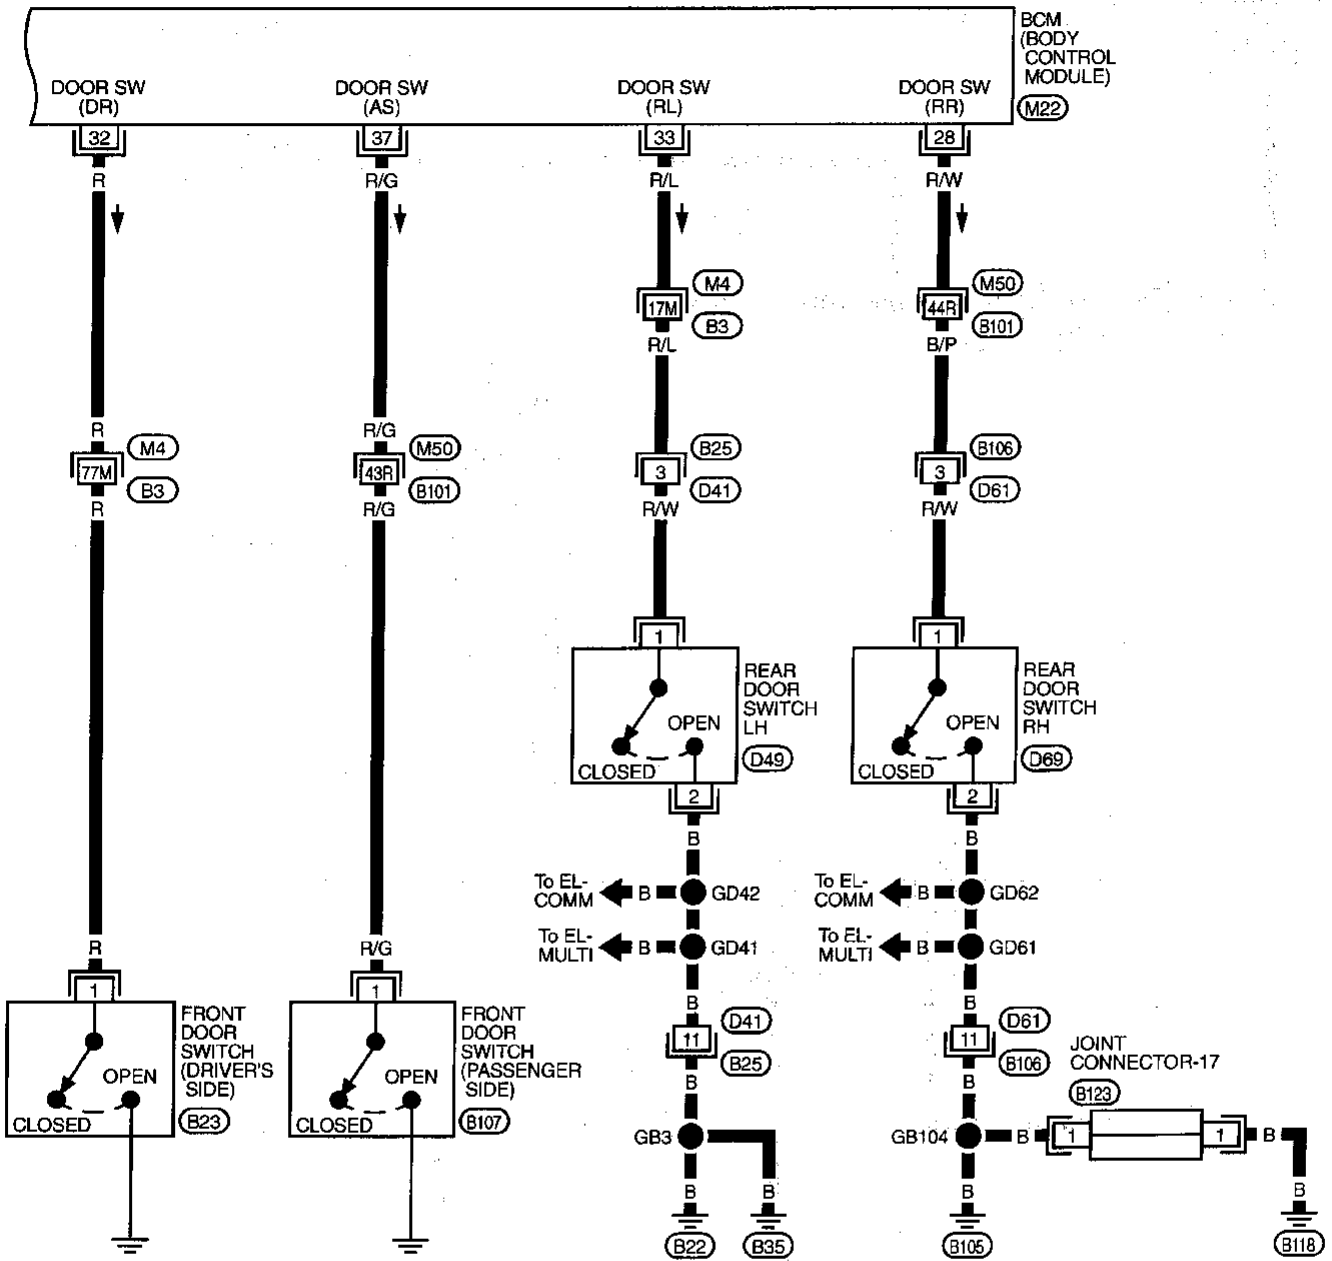 BCM
(BODY
CONTROL
MODULE)
M22
DOOR SW
(DR)
DOOR SW
(AS)
DOOR SW
(RL)
DOOR SW
(RR)
32
37
33
28
R
R/G
R/L
R/W
17M
M4
B3
44R
M50
B101
R/L
B/P
R
R/G
77M
M4
B3
43R
M50
B101
3
B25
D41
3
B106
D61
R
R/G
R/W
R/W
1
1
REAR
DOOR
SWITCH
LH
D49
OPEN
CLOSED
REAR
DOOR
SWITCH
RH
D69
OPEN
CLOSED
2
2
B
B
To EL-
COMM
B
GD42
To EL-
COMM
B
GD62
To EL-
MULTI
B
GD41
To EL-
MULTI
B
GD61
R
R/G
B
B
1
1
FRONT
DOOR
SWITCH
(DRIVER'S
SIDE)
B23
OPEN
CLOSED
FRONT
DOOR
SWITCH
(PASSENGER
SIDE)
B107
OPEN
CLOSED
11
D41
B25
11
D61
B106
B
B
JOINT
CONNECTOR-17
B123
GB3
GB104
B
1
1
B
B
B
B
B
B22
B35
B105
B118